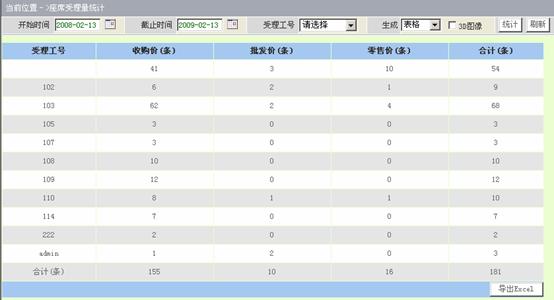 当前位置－>座席受理量统计
开始时间 2008-02-13 截止时间 2009-02-13 受理工号 请选择 生成 表格 3D图像 统计 刷新
受理工号 收购价(条) 批发价(条) 零售价(条) 合计(条)
41 3 10 54
102 6 2 1 9
103 62 2 4 68
105 3 0 0 3
107 3 0 0 3
108 10 0 0 10
109 12 0 0 12
110 8 1 1 10
114 7 0 0 7
222 2 0 0 2
admin 1 2 0 3
合计(条) 155 10 16 181
导出Excel